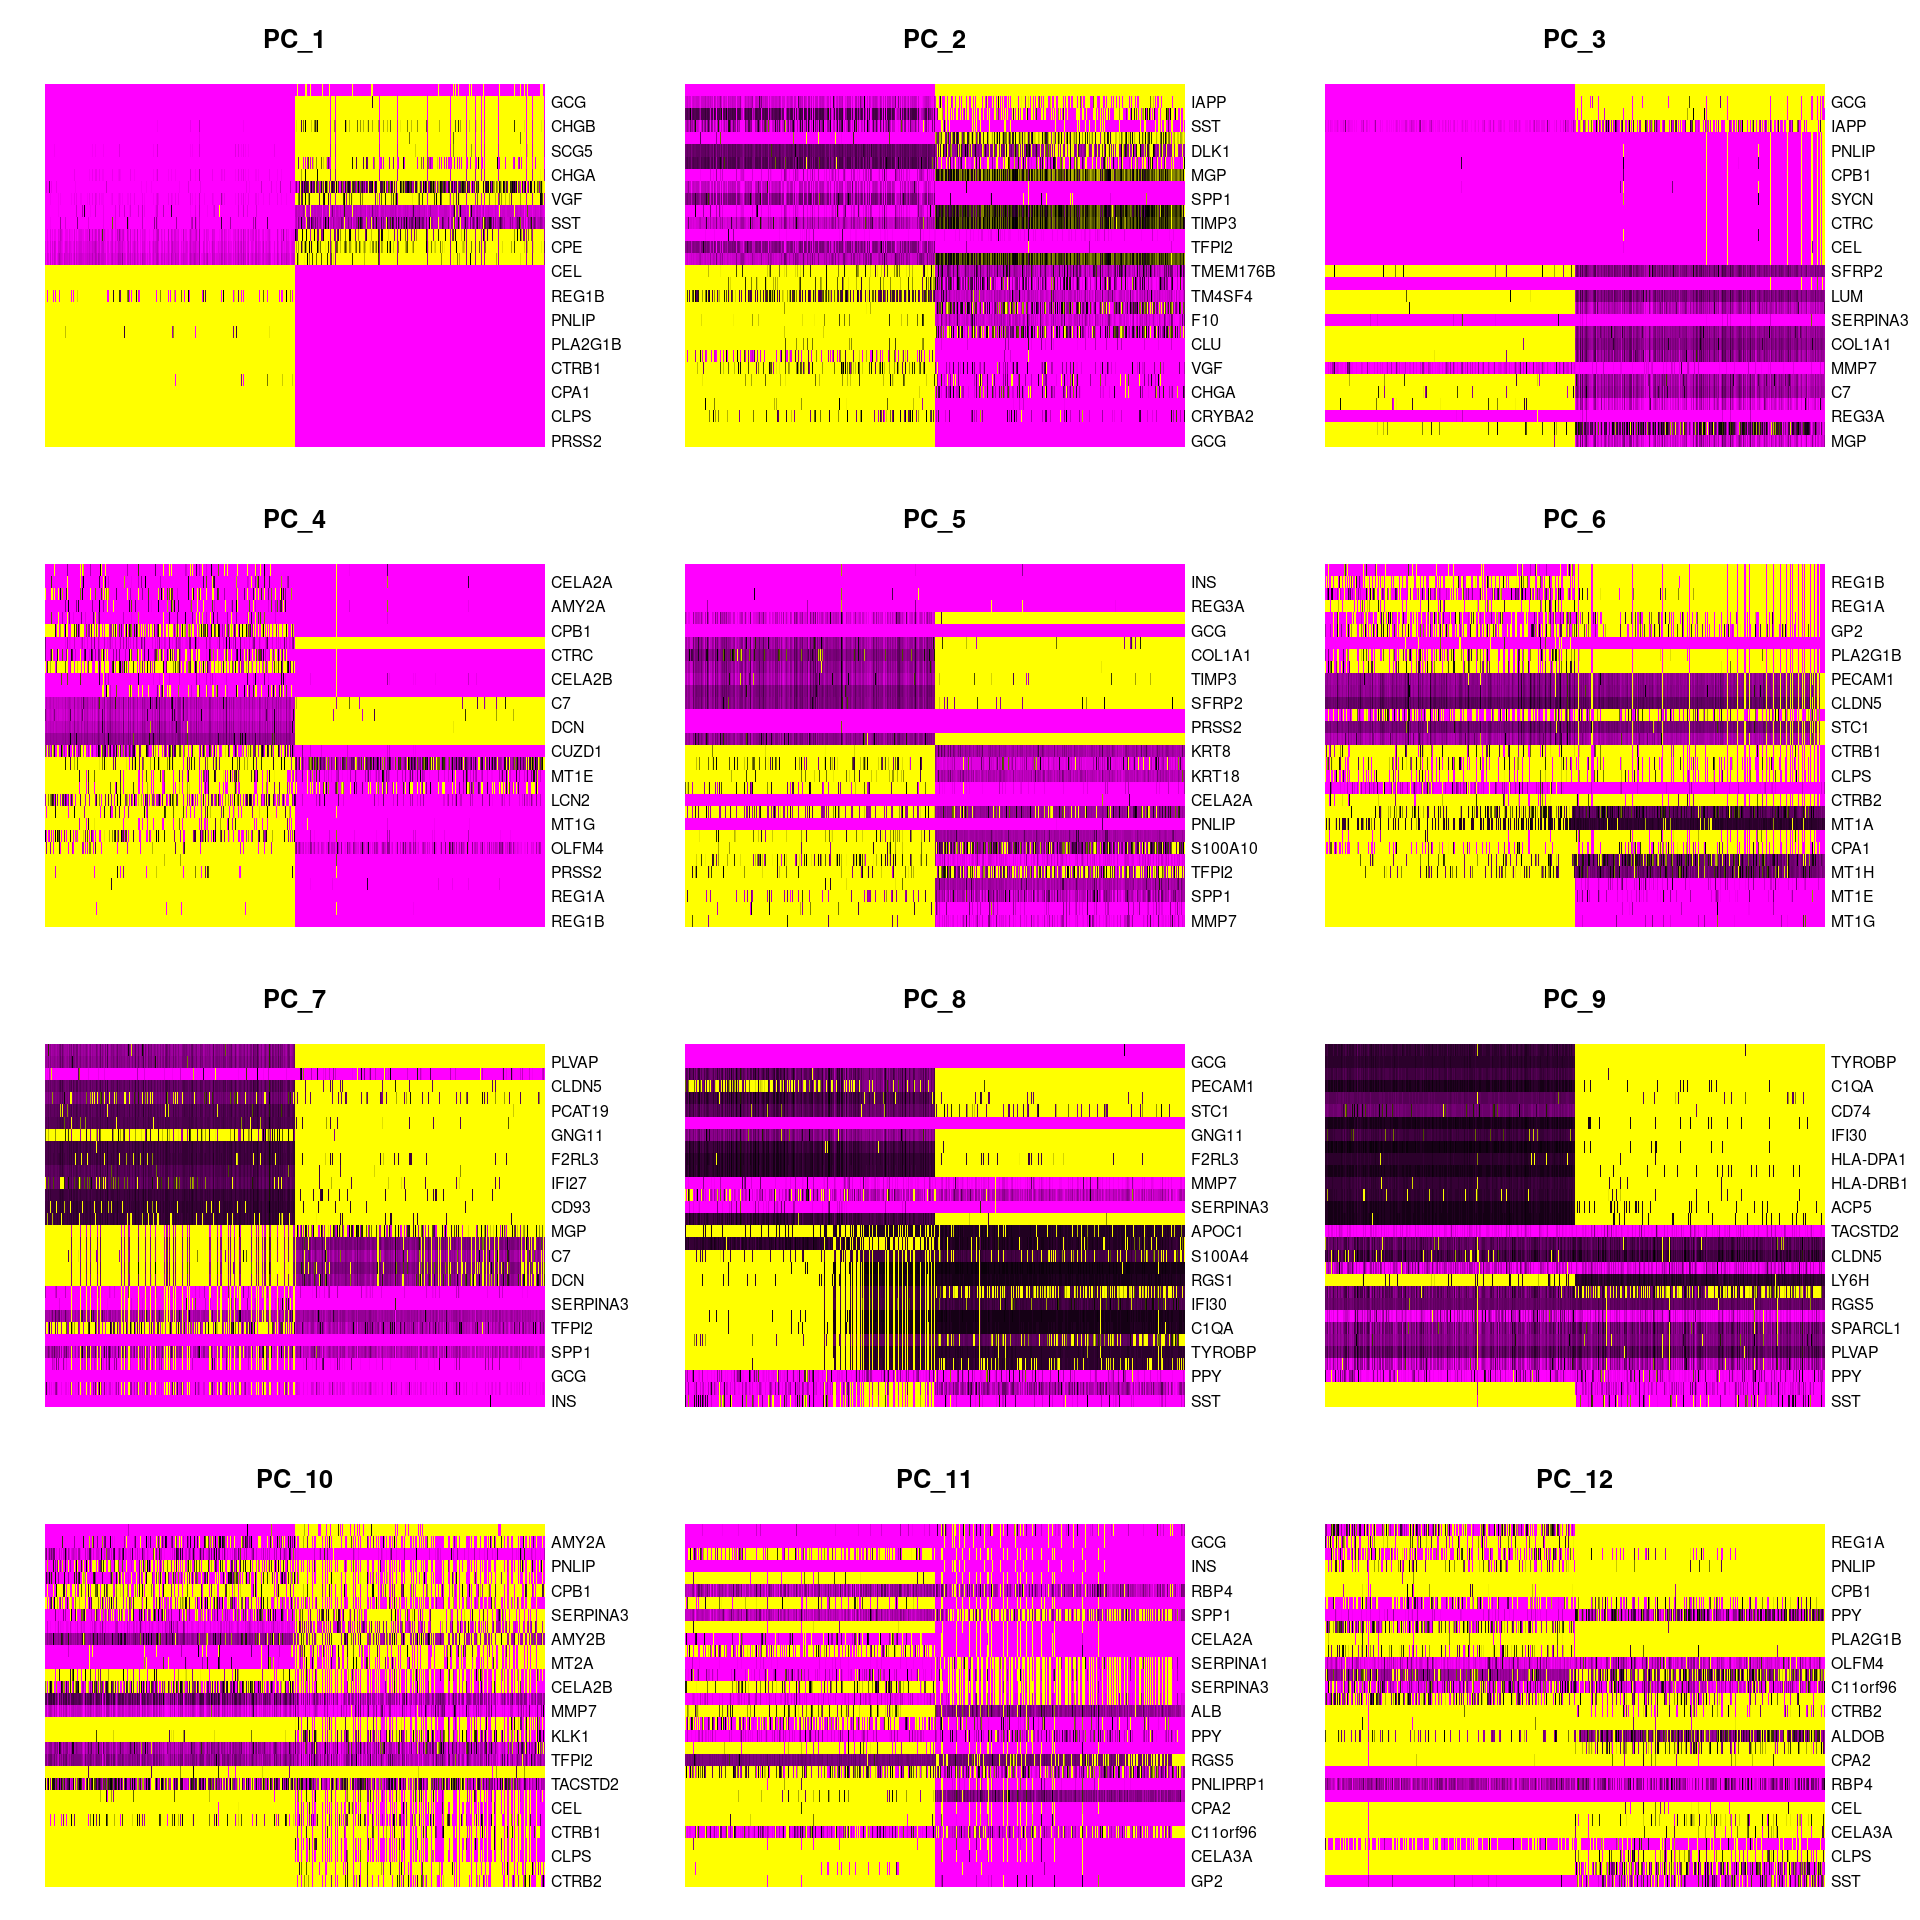 PC_1
GCG
CHGB
SCG5
CHGA
VGF
SST
CPE
CEL
REG1B
PNLIP
PLA2G1B
CTRB1
CPA1
CLPS
PRSS2
PC_2
IAPP
SST
DLK1
MGP
SPP1
TIMP3
TFPI2
TMEM176B
TM4SF4
F10
CLU
VGF
CHGA
CRYBA2
GCG
PC_3
GCG
IAPP
PNLIP
CPB1
SYCN
CTRC
CEL
SFRP2
LUM
SERPINA3
COL1A1
MMP7
C7
REG3A
MGP
PC_4
CELA2A
AMY2A
CPB1
CTRC
CELA2B
C7
DCN
CUZD1
MT1E
LCN2
MT1G
OLFM4
PRSS2
REG1A
REG1B
PC_5
INS
REG3A
GCG
COL1A1
TIMP3
SFRP2
PRSS2
KRT8
KRT18
CELA2A
PNLIP
S100A10
TFPI2
SPP1
MMP7
PC_6
REG1B
REG1A
GP2
PLA2G1B
PECAM1
CLDN5
STC1
CTRB1
CLPS
CTRB2
MT1A
CPA1
MT1H
MT1E
MT1G
PC_7
PLVAP
CLDN5
PCAT19
GNG11
F2RL3
IFI27
CD93
MGP
C7
DCN
SERPINA3
TFPI2
SPP1
GCG
INS
PC_8
GCG
PECAM1
STC1
GNG11
F2RL3
MMP7
SERPINA3
APOC1
S100A4
RGS1
IFI30
C1QA
TYROBP
PPY
SST
PC_9
TYROBP
C1QA
CD74
IFI30
HLA-DPA1
HLA-DRB1
ACP5
TACSTD2
CLDN5
LY6H
RGS5
SPARCL1
PLVAP
PPY
SST
PC_10
AMY2A
PNLIP
CPB1
SERPINA3
AMY2B
MT2A
CELA2B
MMP7
KLK1
TFPI2
TACSTD2
CEL
CTRB1
CLPS
CTRB2
PC_11
GCG
INS
RBP4
SPP1
CELA2A
SERPINA1
SERPINA3
ALB
PPY
RGS5
PNLIPRP1
CPA2
C11orf96
CELA3A
GP2
PC_12
REG1A
PNLIP
CPB1
PPY
PLA2G1B
OLFM4
C11orf96
CTRB2
ALDOB
CPA2
RBP4
CEL
CELA3A
CLPS
SST